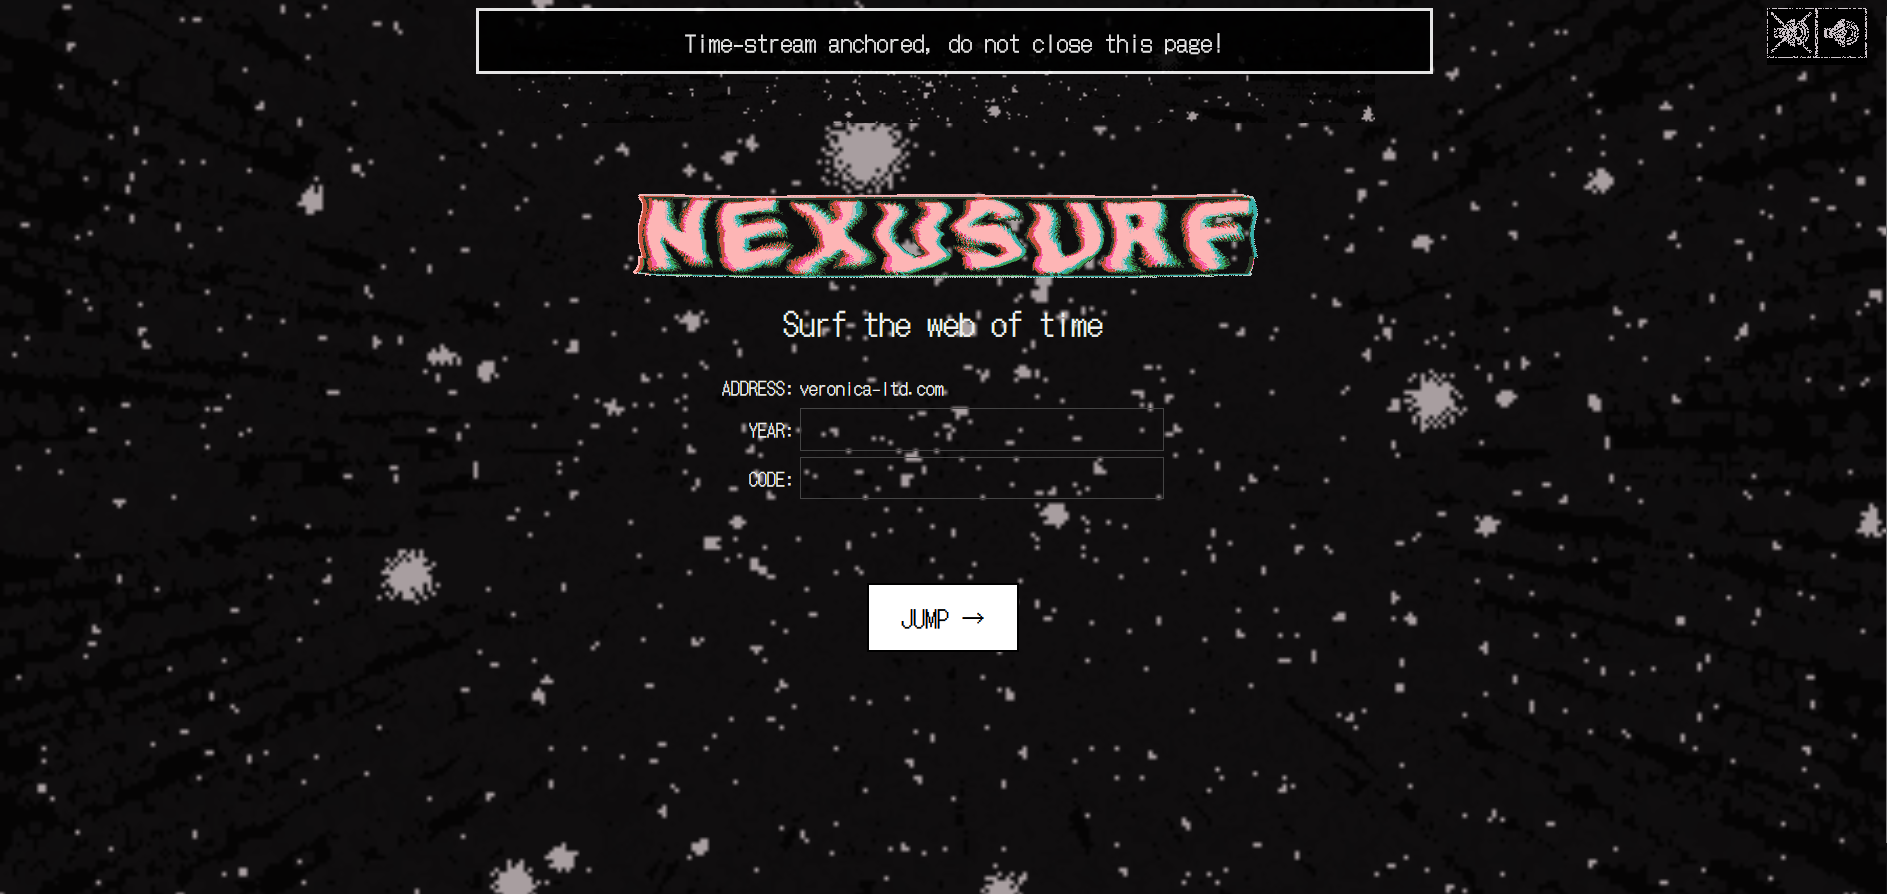 Time-stream anchored, do not close this page!
NEXUSURF
Surf the web of time
ADDRESS: veronica-ltd.com
YEAR:
CODE:
JUMP →